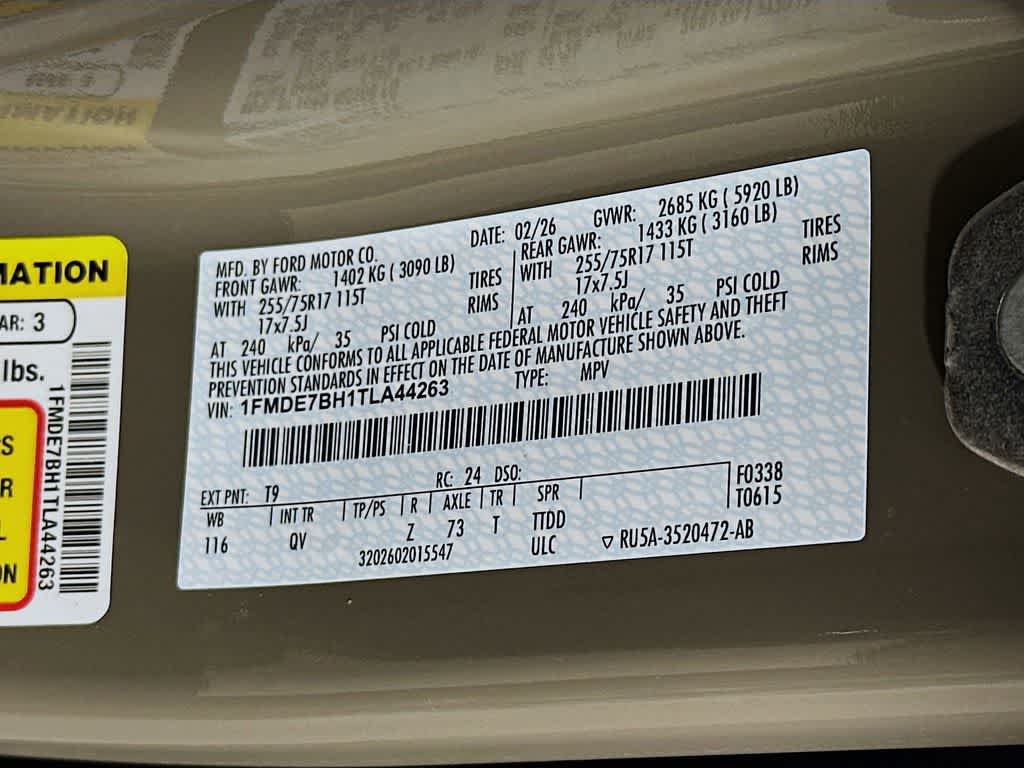 MFD. BY FORD MOTOR CO.
DATE: 02/26 GVWR: 2685 KG ( 5920 LB)
FRONT GAWR: 1402 KG ( 3090 LB)
REAR GAWR: 1433 KG ( 3160 LB)
WITH 255/75R17 115T TIRES
17x7.5J RIMS
WITH 255/75R17 115T TIRES
17x7.5J RIMS
AT 240 kPa/ 35 PSI COLD
AT 240 kPa/ 35 PSI COLD
THIS VEHICLE CONFORMS TO ALL APPLICABLE FEDERAL MOTOR VEHICLE SAFETY AND THEFT
PREVENTION STANDARDS IN EFFECT ON THE DATE OF MANUFACTURE SHOWN ABOVE.
VIN: 1FMDE7BH1TLA44263 TYPE: MPV
EXT PNT: T9 RC: 24 DSO: F0338
WB INT TR TP/PS R AXLE TR SPR T0615
116 QV Z 73 T TTDD
3202602015547 ULC ▽ RU5A-3520472-AB
MATION
AR: 3
lbs.
1FMDE7BH1TLA44263